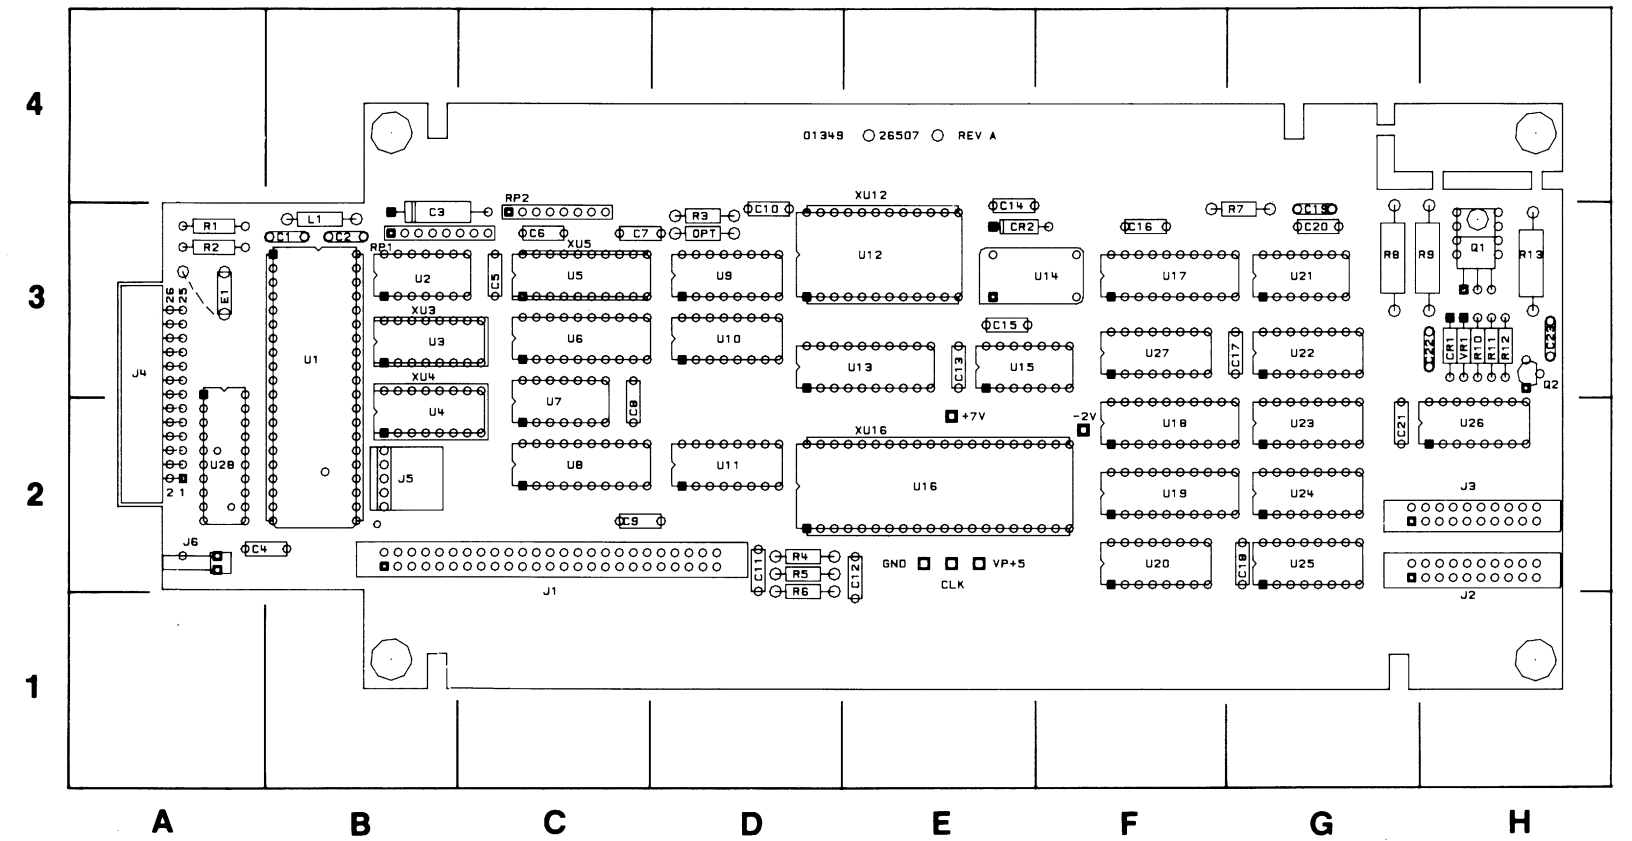 4
01349 26507 REV A
RP2 XU12
R1 L1 C3 R3 C10 C14 R7 C19
R2 C1 C2 RP1 C6 XU5 C7 OPT CR2 C16 C20 Q1
U2 C5 U5 U9 U12 U14 U17 U21 R8 R9 R13
3
26 25 E1
XU3 C15
J4 U1 U3 U6 U10 U13 C13 U15 U27 C17 U22 C22 CR1 VR1 R10 R11 R12 C23
XU4 Q2
U4 U7 C8 +7V -2V U18 U23 C21 U26
XU16
U28 J5 U8 U11 U16 U19 U24 J3
2
2 1
C9
J6 C4 C11 R4 C12 GND VP+5 U20 C18 U25
R5 CLK
J1 R6 J2
1
A B C D E F G H